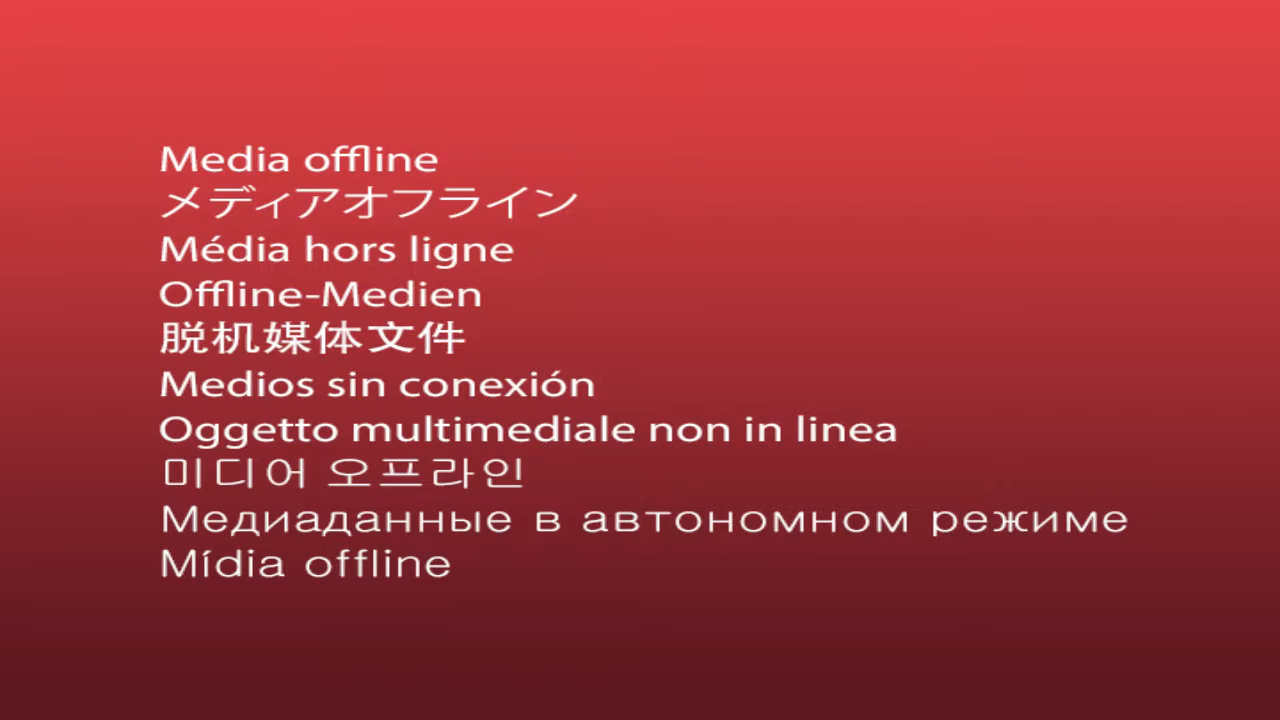 Media offline
メディアオフライン
Média hors ligne
Offline-Medien
脱机媒体文件
Medios sin conexión
Oggetto multimediale non in linea
미디어 오프라인
Медиаданные в автономном режиме
Mídia offline